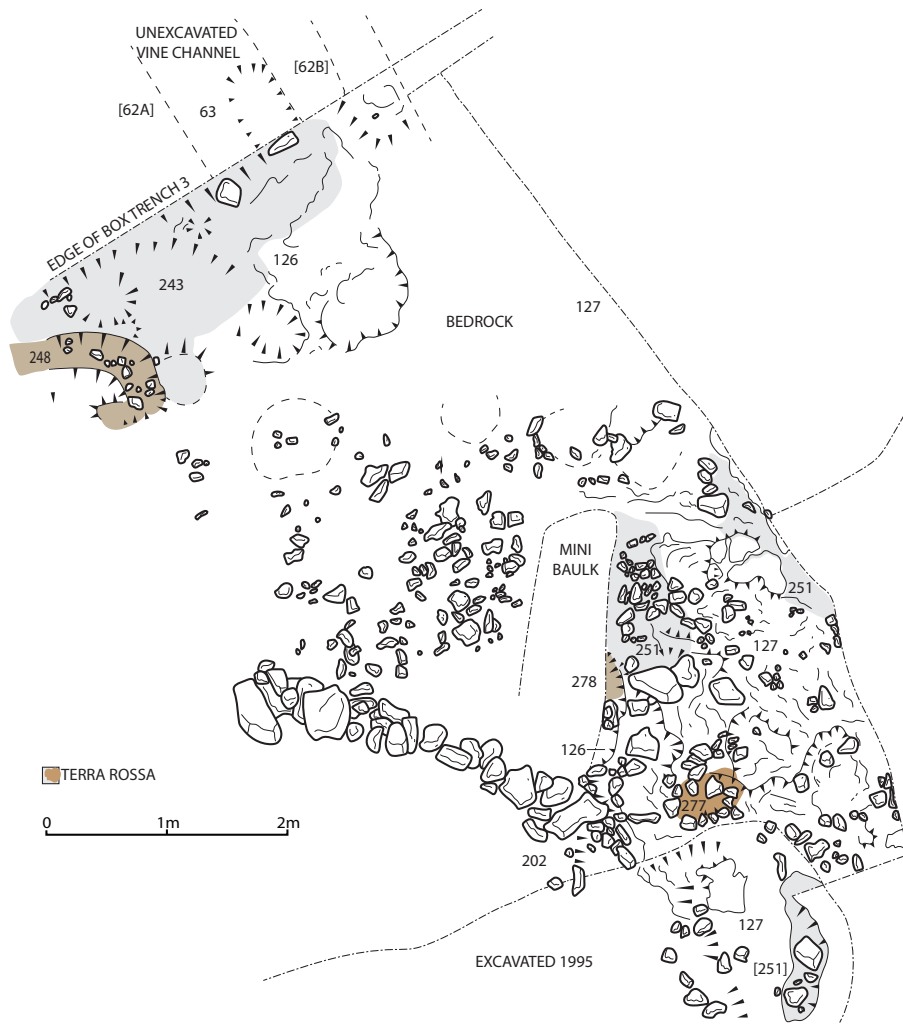 UNEXCAVATED
VINE CHANNEL
[62B]
[62A]
63
EDGE OF BOX TRENCH 3
126
243
127
BEDROCK
248
MINI
BAULK
251
251
127
278
126
TERRA ROSSA
277
0 1m 2m
202
127
EXCAVATED 1995
[251]